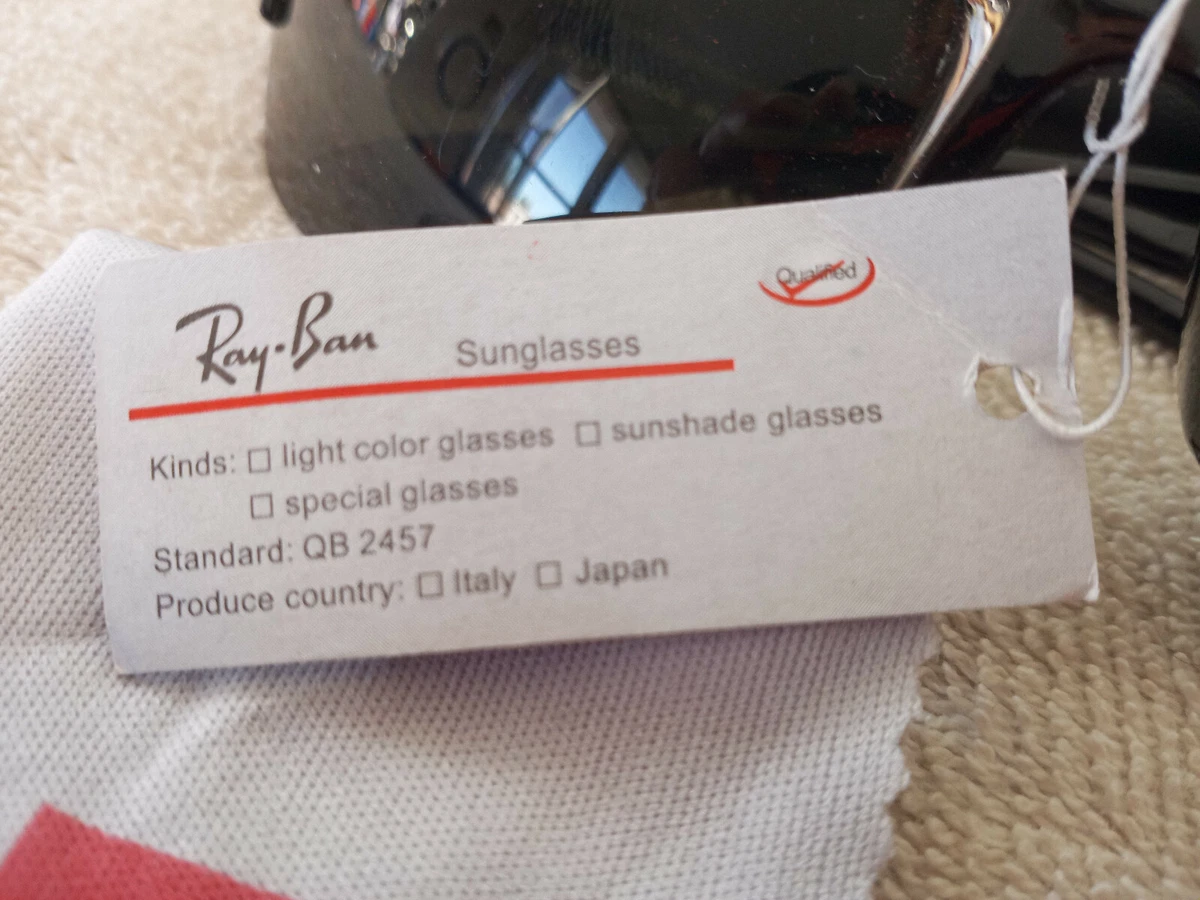 Qualified
Ray-Ban Sunglasses
Kinds: □ light color glasses □ sunshade glasses
□ special glasses
Standard: QB 2457
Produce country: □ Italy □ Japan